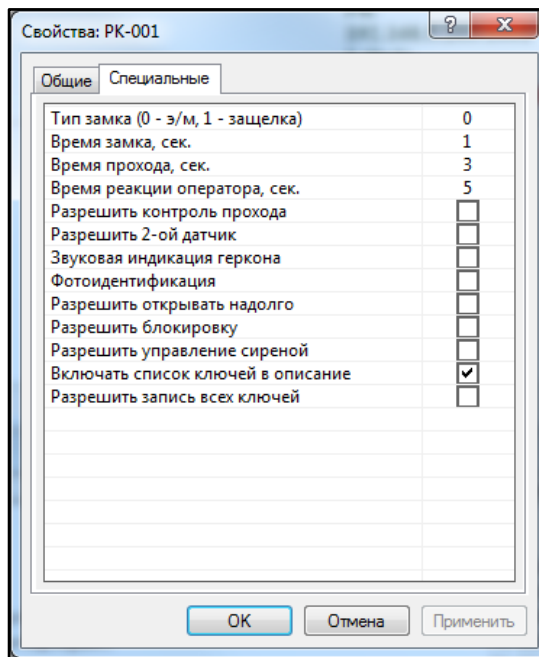 Свойства: РК-001
Общие
Специальные
Тип замка (0 - э/м, 1 - защелка) 0
Время замка, сек. 1
Время прохода, сек. 3
Время реакции оператора, сек. 5
Разрешить контроль прохода
Разрешить 2-ой датчик
Звуковая индикация геркона
Фотоидентификация
Разрешить открывать надолго
Разрешить блокировку
Разрешить управление сиреной
Включать список ключей в описание
Разрешить запись всех ключей
OK Отмена Применить